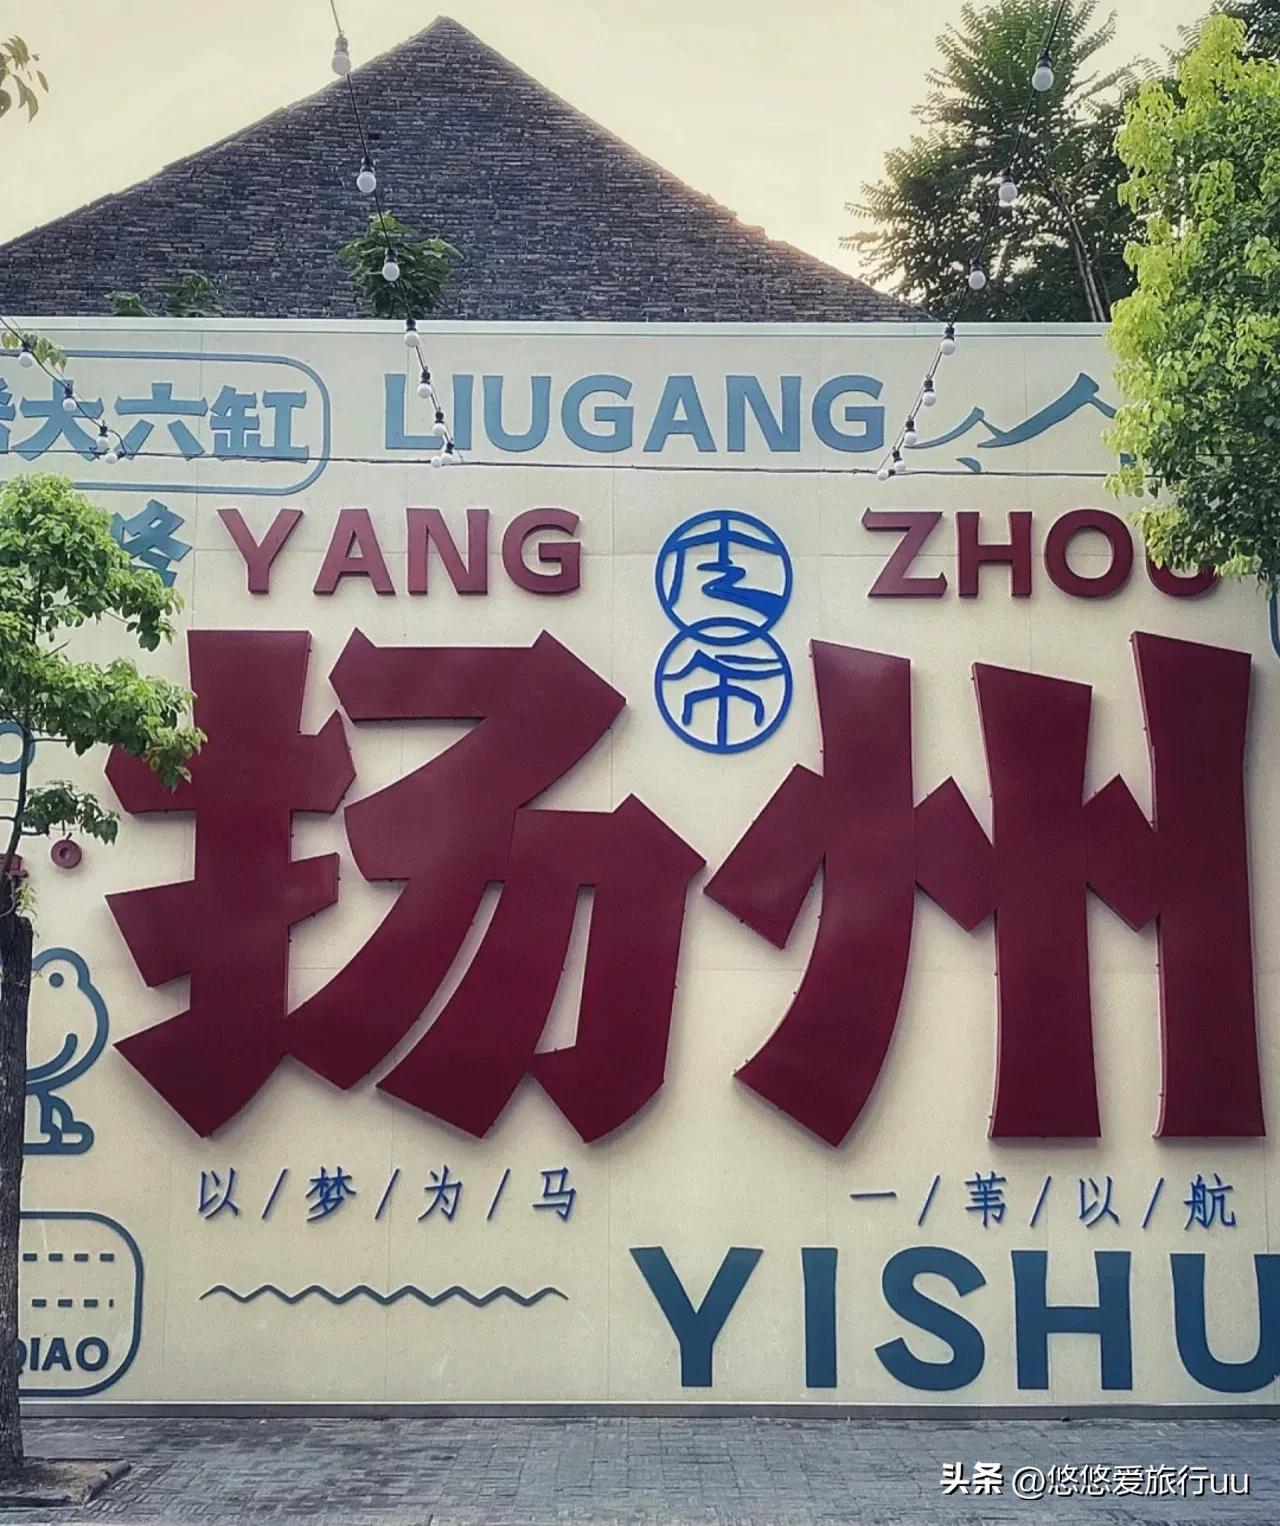 大六缸 LIUGANG
YANG ZHOU
扬州
以/梦/为/马 一/苇/以/航
YISHU
QIAO
头条 @悠悠爱旅行uu